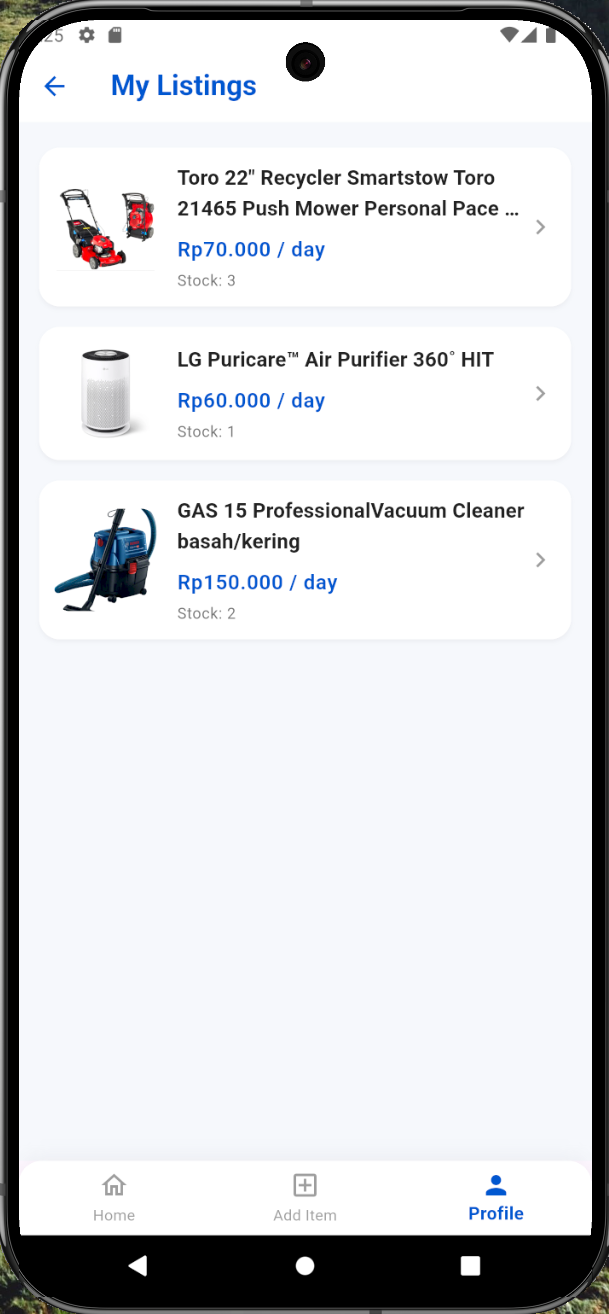 25
My Listings
Toro 22" Recycler Smartstow Toro
21465 Push Mower Personal Pace ...
Rp70.000 / day
Stock: 3
LG Puricare™ Air Purifier 360˚ HIT
Rp60.000 / day
Stock: 1
GAS 15 ProfessionalVacuum Cleaner
basah/kering
Rp150.000 / day
Stock: 2
Home
Add Item
Profile